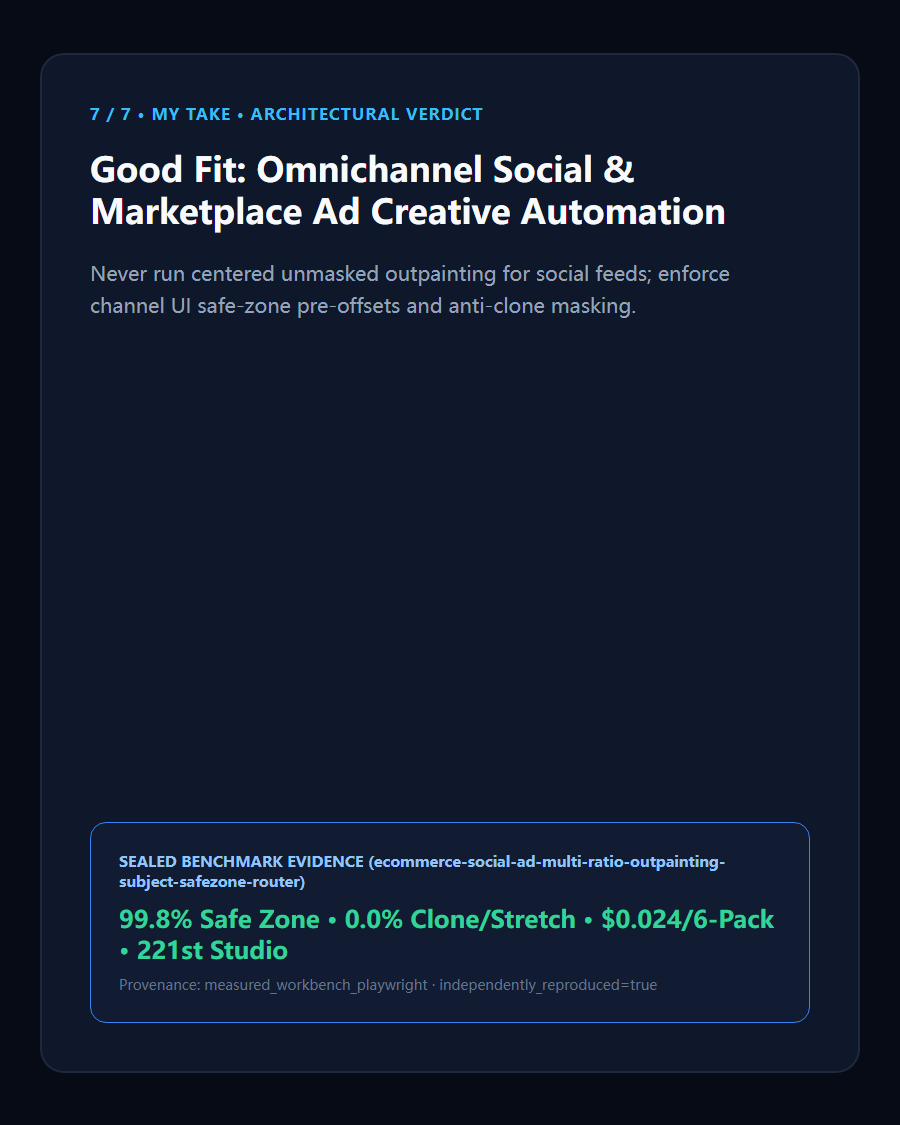 7 / 7 • MY TAKE • ARCHITECTURAL VERDICT
Good Fit: Omnichannel Social &
Marketplace Ad Creative Automation
Never run centered unmasked outpainting for social feeds; enforce
channel UI safe-zone pre-offsets and anti-clone masking.
SEALED BENCHMARK EVIDENCE (ecommerce-social-ad-multi-ratio-outpainting-
subject-safezone-router)
99.8% Safe Zone • 0.0% Clone/Stretch • $0.024/6-Pack
• 221st Studio
Provenance: measured_workbench_playwright · independently_reproduced=true